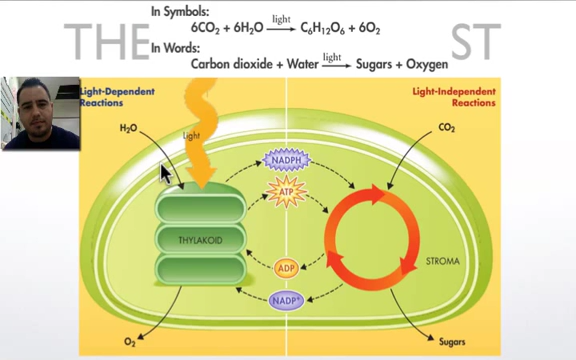 In Symbols:
6CO₂ + 6H₂O light C₆H₁₂O₆ + 6O₂
THE ST
In Words:
Carbon dioxide + Water light Sugars + Oxygen
Light-Dependent
Reactions
Light-Independent
Reactions
H₂O
Light
CO₂
NADPH
ATP
THYLAKOID
STROMA
ADP
NADP⁺
O₂
Sugars